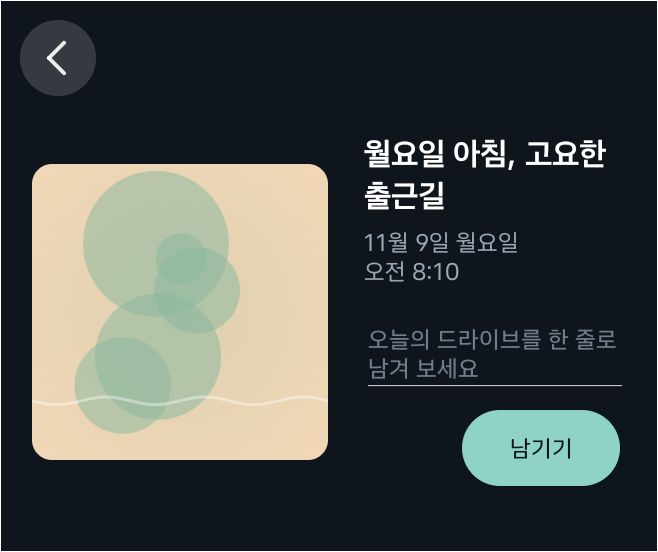 월요일 아침, 고요한
출근길
11월 9일 월요일
오전 8:10
오늘의 드라이브를 한 줄로
남겨 보세요
남기기